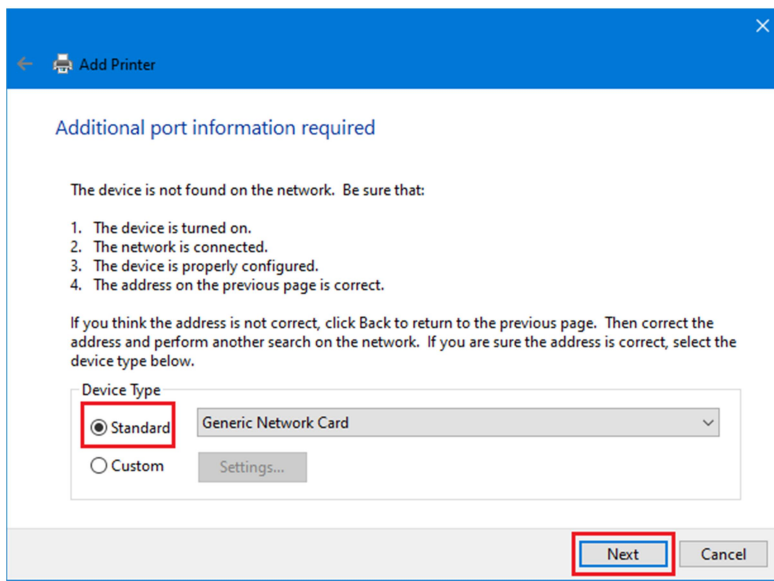 Add Printer
Additional port information required
The device is not found on the network.  Be sure that:
1.  The device is turned on.
2.  The network is connected.
3.  The device is properly configured.
4.  The address on the previous page is correct.
If you think the address is not correct, click Back to return to the previous page.  Then correct the
address and perform another search on the network.  If you are sure the address is correct, select the
device type below.
Device Type
Standard Generic Network Card
Custom Settings...
Next Cancel